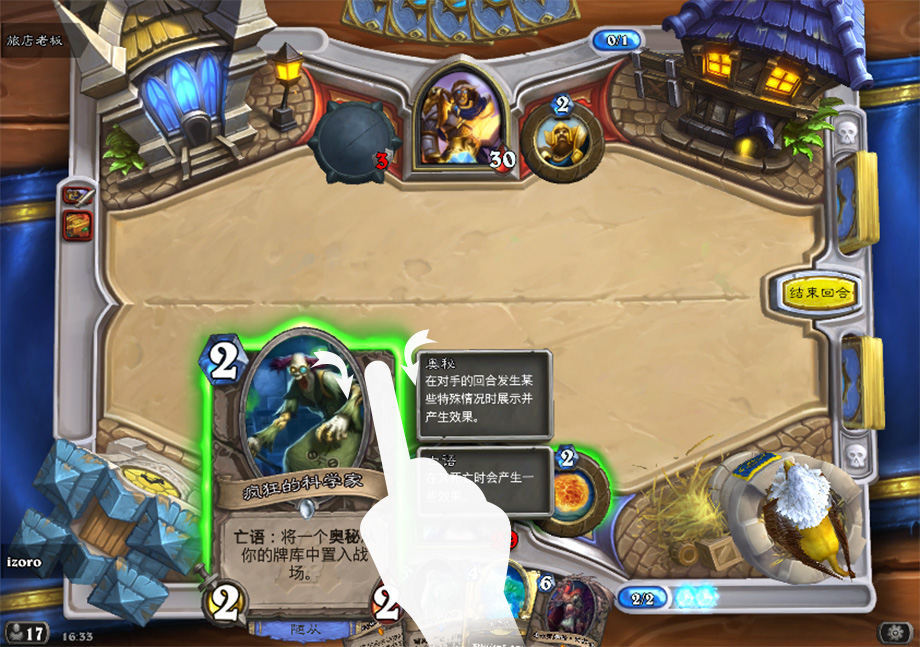 旅店老板
0/1
2
3
30
结束回合
2
奥秘
在对手的回合发生某
些特殊情况时展示并
产生效果。
疯狂的科学家
2
亡语：将一个奥秘
你的牌库中置入战
场。
izoro
2
2
6
2/2
随从
17
16:33